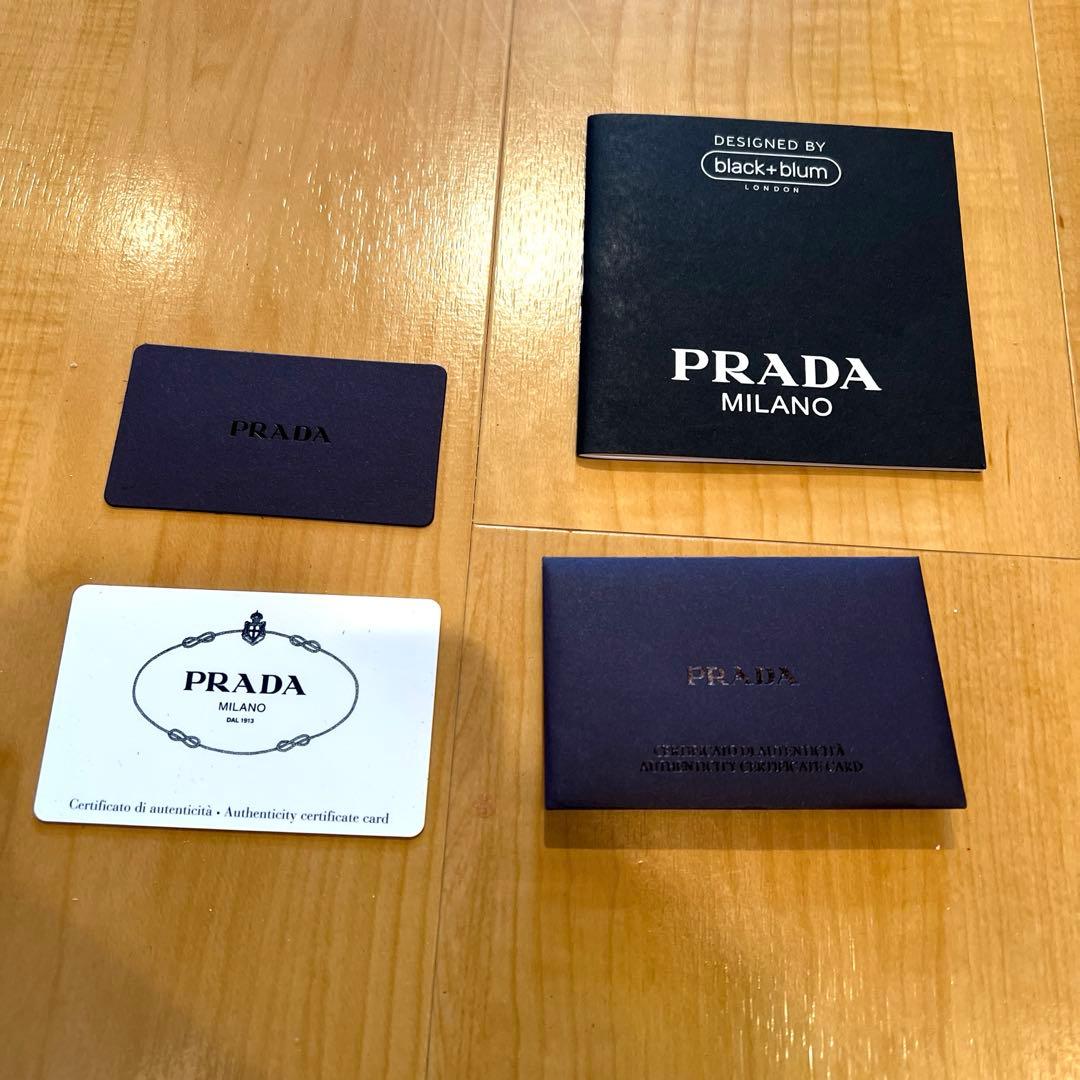 DESIGNED BY
black+blum
LONDON
PRADA
MILANO
PRADA
PRADA
MILANO
DAL 1913
Certificato di autenticità • Authenticity certificate card
PRADA
CERTIFICATO DI AUTENTICITÀ
AUTHENTICITY CERTIFICATE CARD